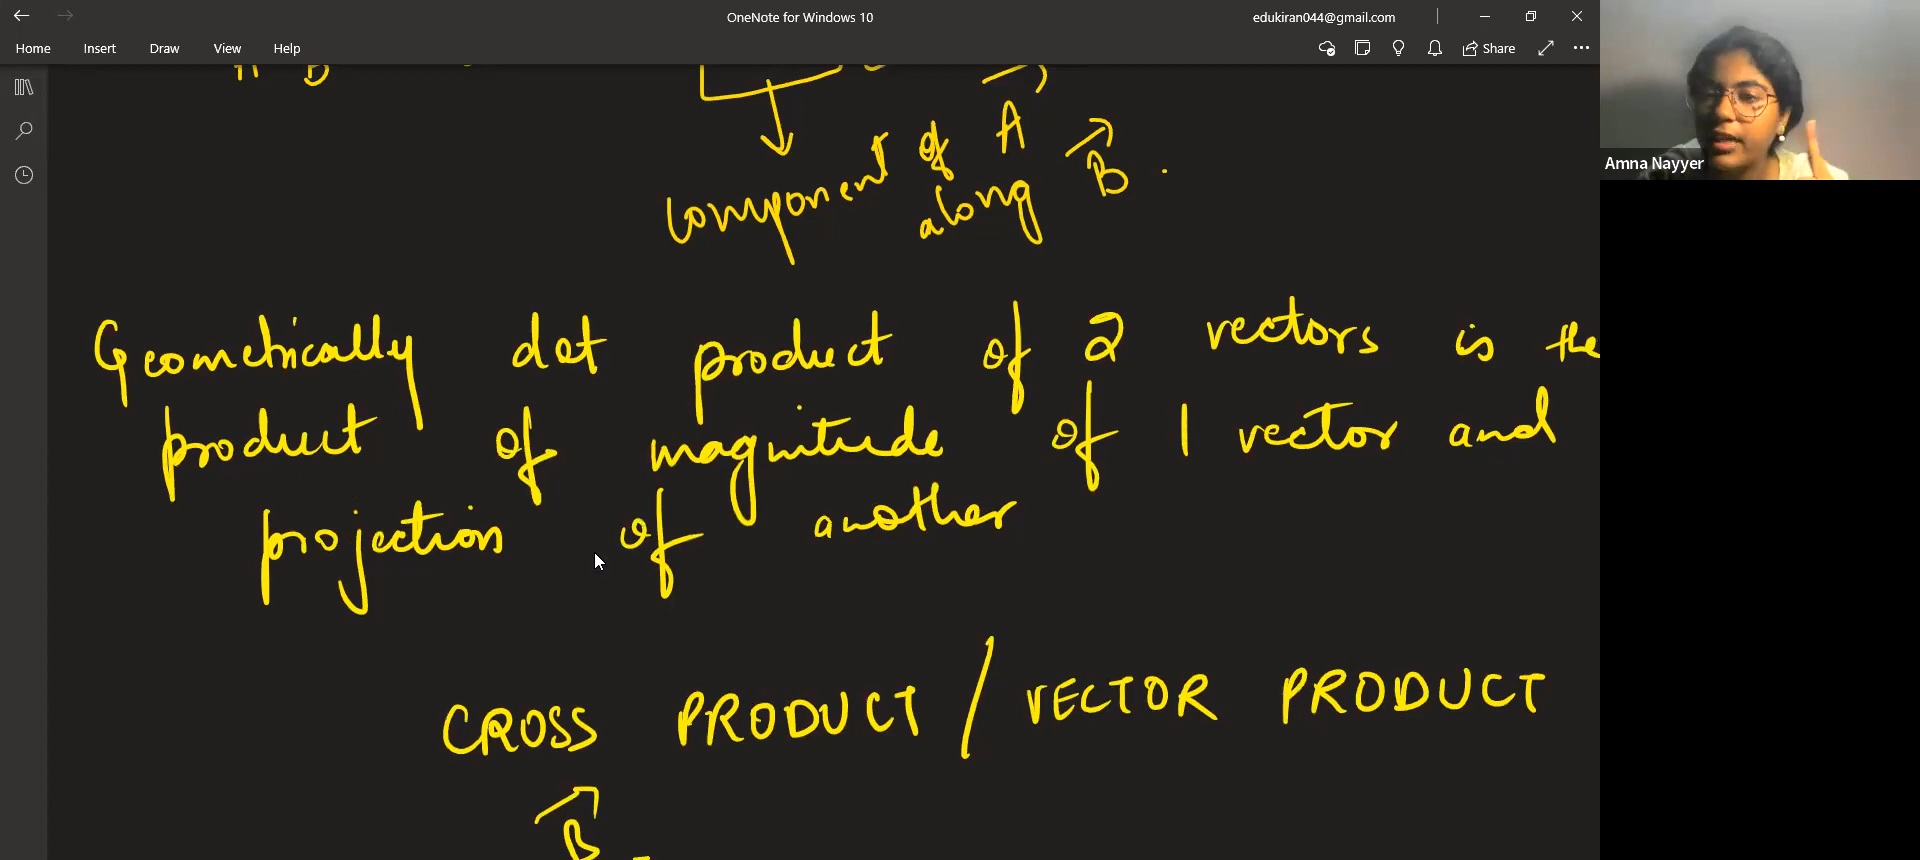 OneNote for Windows 10
edukiran044@gmail.com
Home Insert Draw View Help
Share
Amna Nayyer
A B
component of A
along B.
Geometrically dot product of 2 vectors is the
product of magnitude of 1 vector and
projection of another
CROSS PRODUCT / VECTOR PRODUCT
B